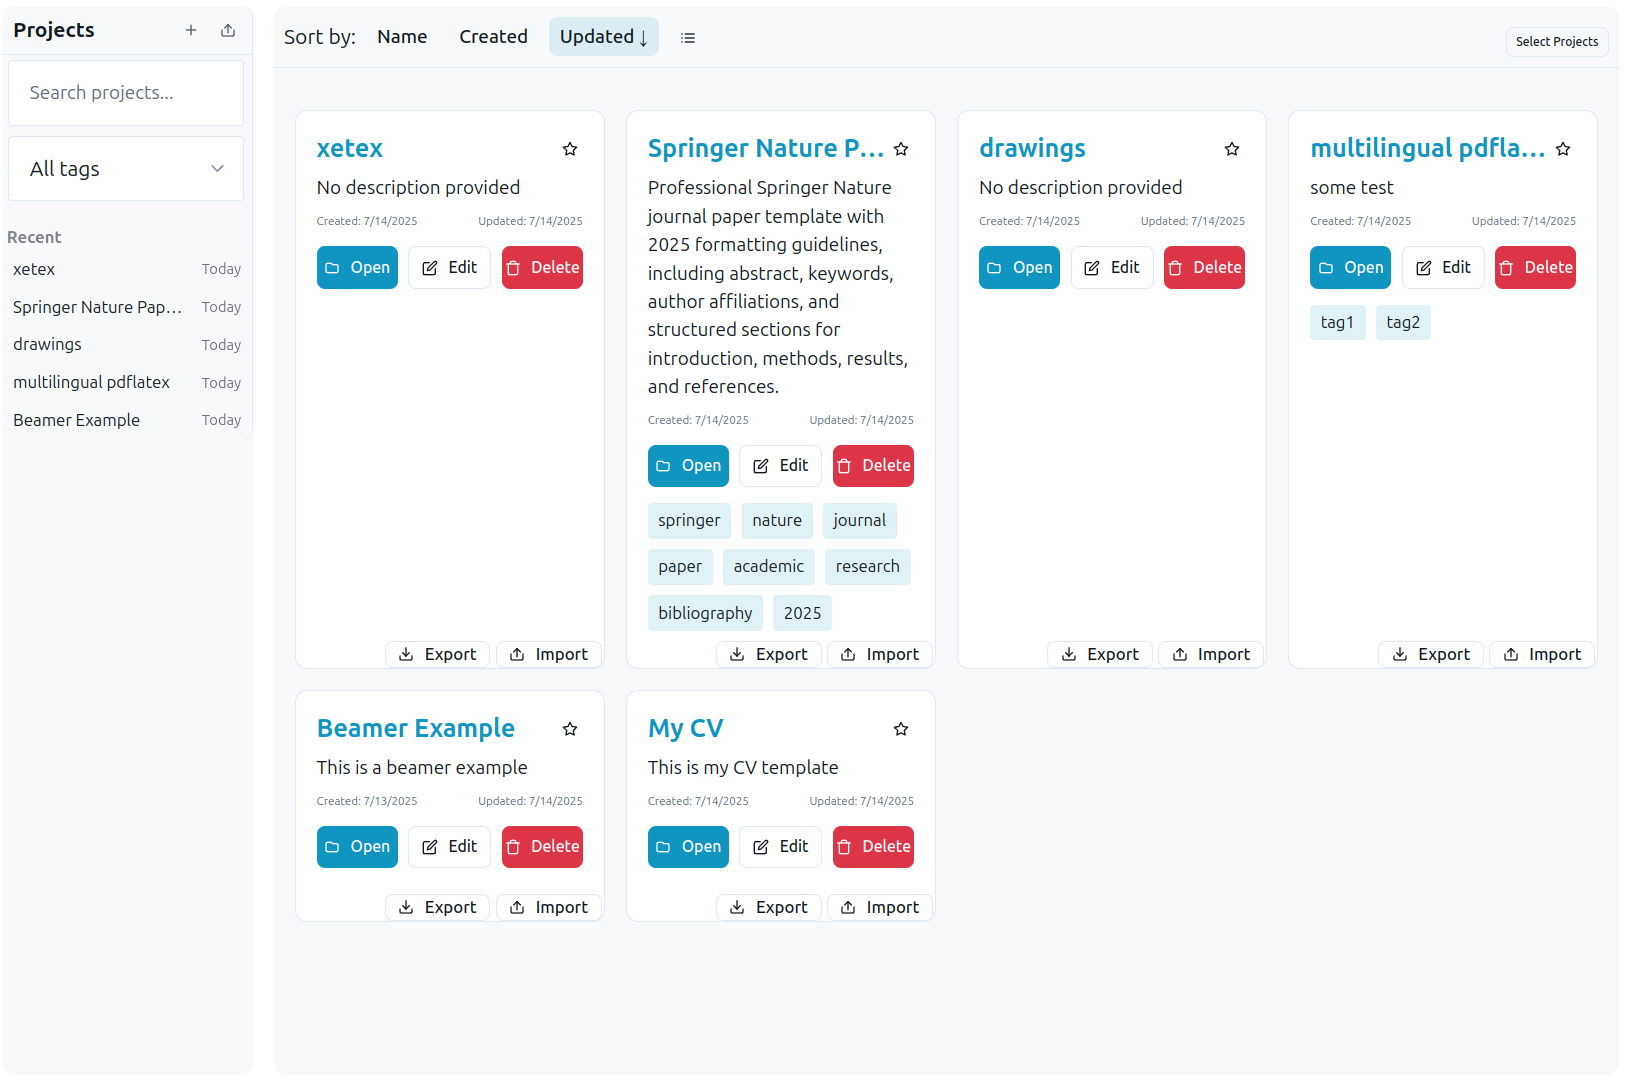 Projects
Search projects...
All tags
Recent
xetex Today
Springer Nature Pap... Today
drawings Today
multilingual pdflatex Today
Beamer Example Today
Sort by: Name Created Updated ↓
Select Projects
xetex
No description provided
Created: 7/14/2025 Updated: 7/14/2025
Open Edit Delete
Export Import
Springer Nature P...
Professional Springer Nature
journal paper template with
2025 formatting guidelines,
including abstract, keywords,
author affiliations, and
structured sections for
introduction, methods, results,
and references.
Created: 7/14/2025 Updated: 7/14/2025
Open Edit Delete
springer nature journal
paper academic research
bibliography 2025
Export Import
drawings
No description provided
Created: 7/14/2025 Updated: 7/14/2025
Open Edit Delete
Export Import
multilingual pdfla...
some test
Created: 7/14/2025 Updated: 7/14/2025
Open Edit Delete
tag1 tag2
Export Import
Beamer Example
This is a beamer example
Created: 7/13/2025 Updated: 7/14/2025
Open Edit Delete
Export Import
My CV
This is my CV template
Created: 7/14/2025 Updated: 7/14/2025
Open Edit Delete
Export Import